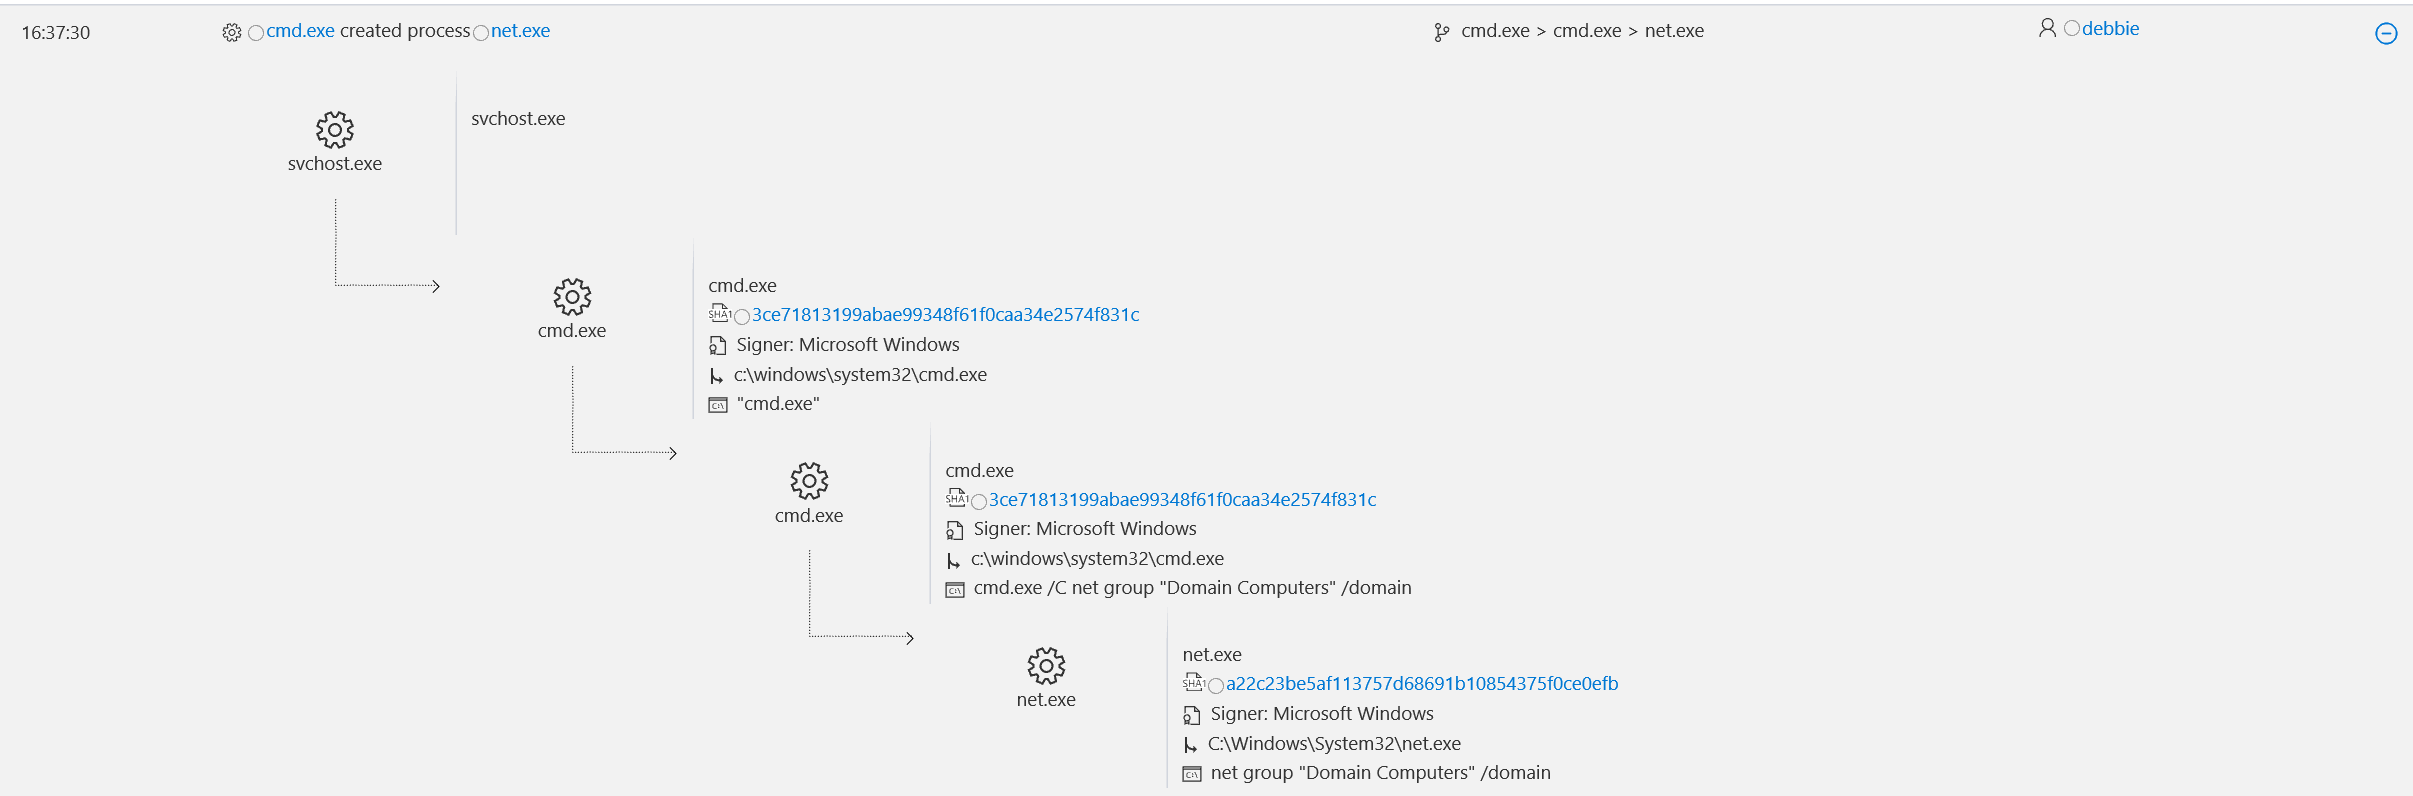 16:37:30 cmd.exe created process net.exe cmd.exe > cmd.exe > net.exe debbie
svchost.exe
svchost.exe
cmd.exe
SHA1 3ce71813199abae99348f61f0caa34e2574f831c
cmd.exe
Signer: Microsoft Windows
c:\windows\system32\cmd.exe
C:\ "cmd.exe"
cmd.exe
SHA1 3ce71813199abae99348f61f0caa34e2574f831c
cmd.exe
Signer: Microsoft Windows
c:\windows\system32\cmd.exe
C:\ cmd.exe /C net group "Domain Computers" /domain
net.exe
SHA1 a22c23be5af113757d68691b10854375f0ce0efb
net.exe
Signer: Microsoft Windows
C:\Windows\System32\net.exe
C:\ net group "Domain Computers" /domain